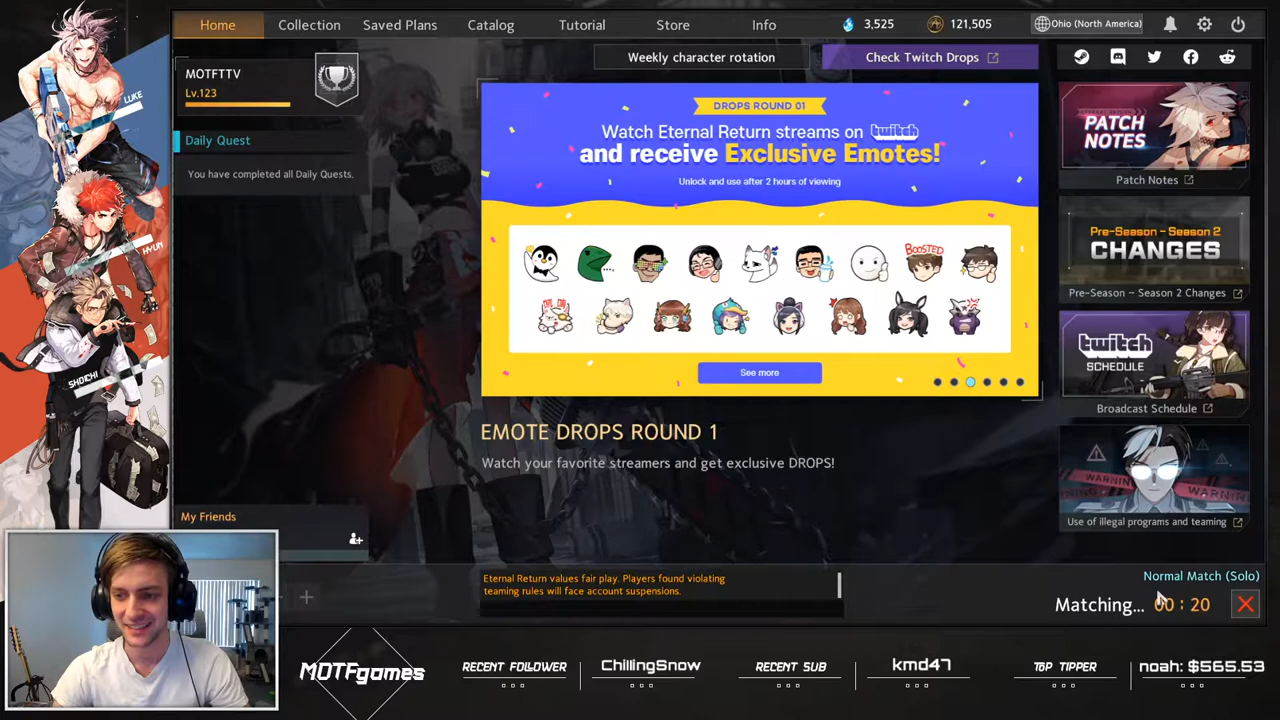 Home
Collection
Saved Plans
Catalog
Tutorial
Store
Info
3,525
121,505
Ohio (North America)
MOTFTTV
Lv.123
Daily Quest
You have completed all Daily Quests.
Weekly character rotation
Check Twitch Drops
DROPS ROUND 01
Watch Eternal Return streams on twitch
and receive Exclusive Emotes!
Unlock and use after 2 hours of viewing
BOOSTED
See more
EMOTE DROPS ROUND 1
Watch your favorite streamers and get exclusive DROPS!
LUKE
HYUN
SHOICHI
PATCH
NOTES
Patch Notes
Pre-Season - Season 2
CHANGES
Pre-Season - Season 2 Changes
twitch
SCHEDULE
Broadcast Schedule
WARNING
Use of illegal programs and teaming
My Friends
Eternal Return values fair play. Players found violating
teaming rules will face account suspensions.
Normal Match (Solo)
Matching... 00 : 20
MOTFgames
RECENT FOLLOWER
ChillingSnow
RECENT SUB
kmd47
TOP TIPPER
noah: $565.53